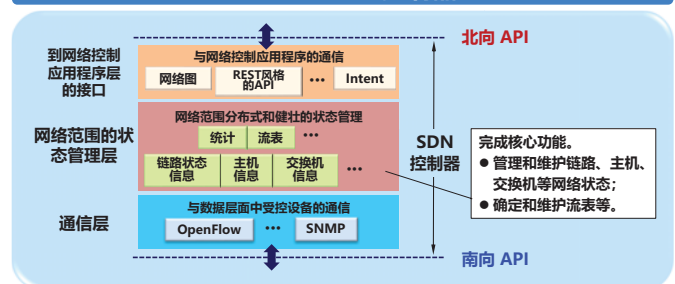 北向 API
到网络控制
应用程序层
的接口
与网络控制应用程序的通信
网络图
REST风格
的API
•••
Intent
网络范围的状
态管理层
网络范围分布式和健壮的状态管理
统计
流表
•••
链路状态
信息
主机
信息
交换机
信息
•••
SDN
控制器
完成核心功能。
● 管理和维护链路、主机、
交换机等网络状态；
● 确定和维护流表等。
通信层
与数据层面中受控设备的通信
OpenFlow
•••
SNMP
南向 API